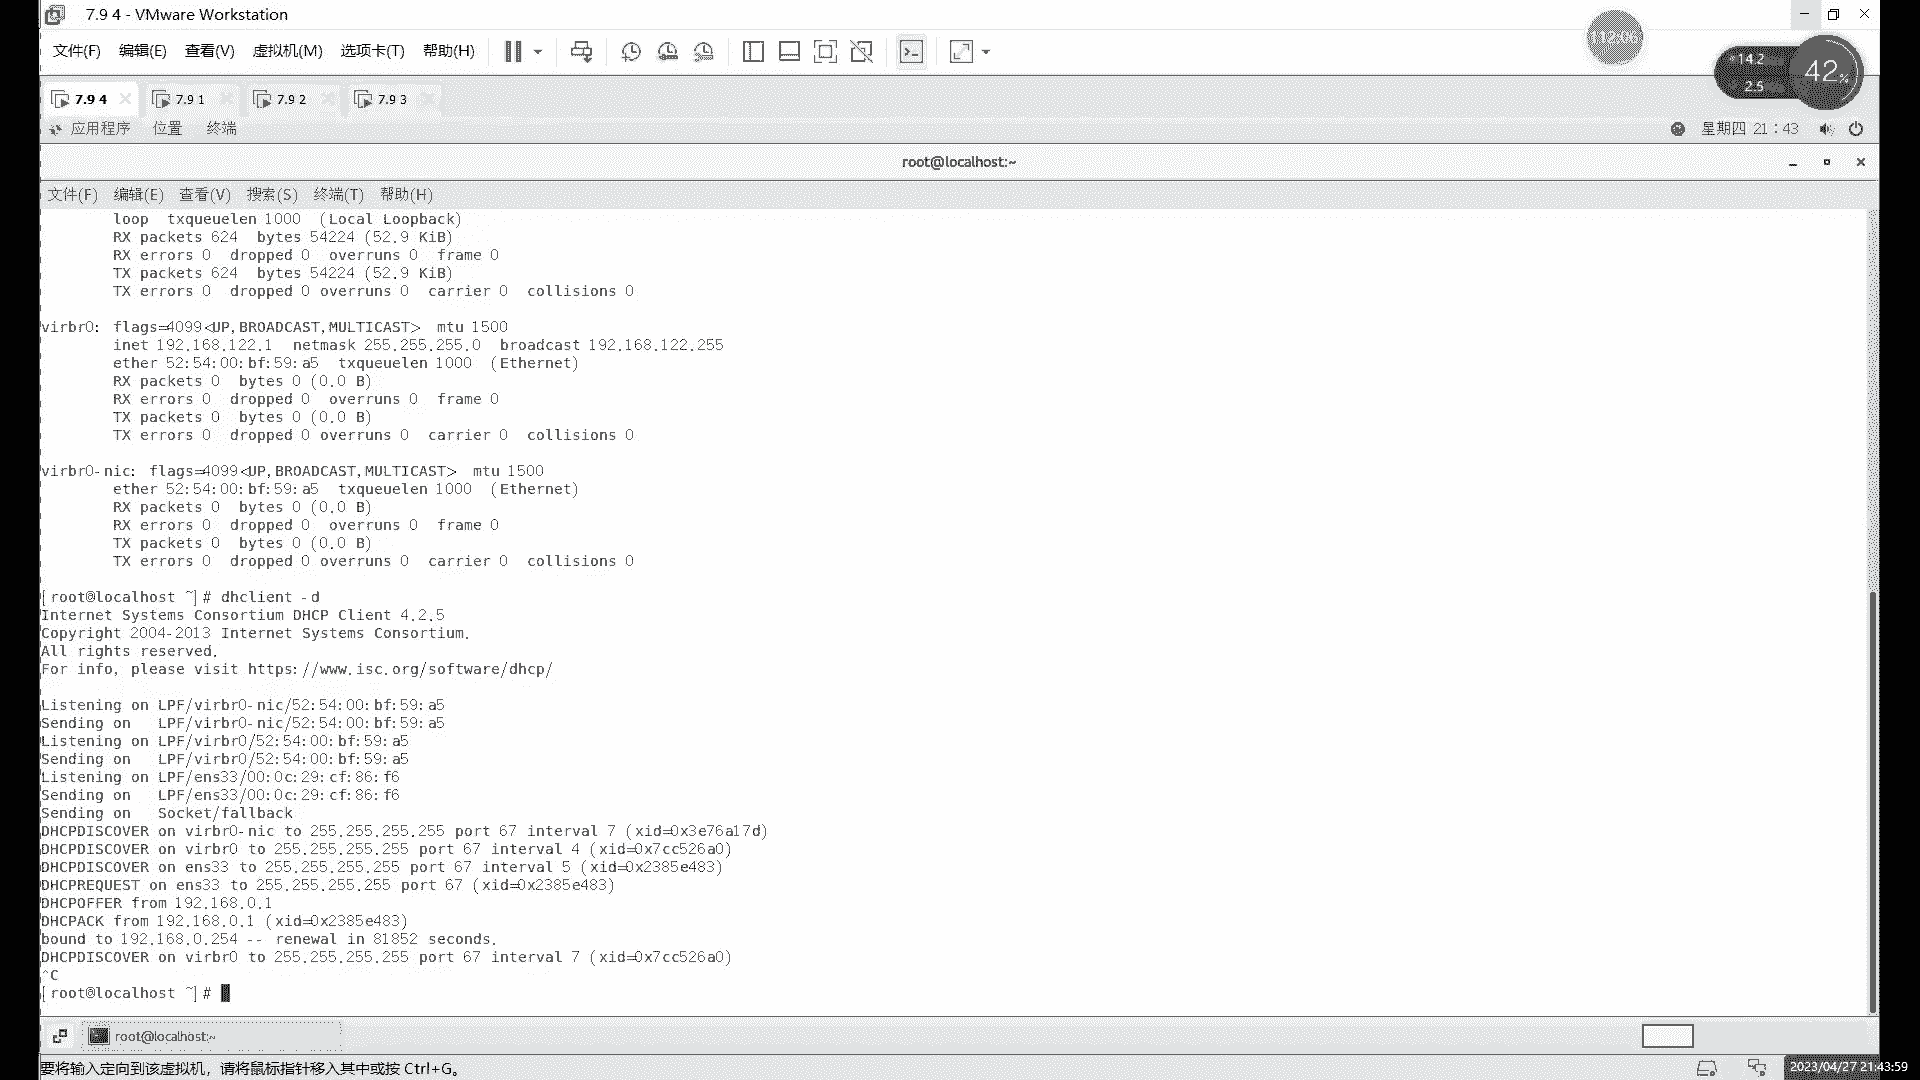 7.9 4 - VMware Workstation
文件(F) 编辑(E) 查看(V) 虚拟机(M) 选项卡(T) 帮助(H)
14.2
2.5
42%
7.9 4 7.9 1 7.9 2 7.9 3
应用程序 位置 终端 星期四 21：43
root@localhost:~
文件(F) 编辑(E) 查看(V) 搜索(S) 终端(T) 帮助(H)
loop txqueuelen 1000 (Local Loopback)
RX packets 624 bytes 54224 (52.9 KiB)
RX errors 0 dropped 0 overruns 0 frame 0
TX packets 624 bytes 54224 (52.9 KiB)
TX errors 0 dropped 0 overruns 0 carrier 0 collisions 0
virbr0: flags=4099<UP,BROADCAST,MULTICAST> mtu 1500
inet 192.168.122.1 netmask 255.255.255.0 broadcast 192.168.122.255
ether 52:54:00:bf:59:a5 txqueuelen 1000 (Ethernet)
RX packets 0 bytes 0 (0.0 B)
RX errors 0 dropped 0 overruns 0 frame 0
TX packets 0 bytes 0 (0.0 B)
TX errors 0 dropped 0 overruns 0 carrier 0 collisions 0
virbr0-nic: flags=4099<UP,BROADCAST,MULTICAST> mtu 1500
ether 52:54:00:bf:59:a5 txqueuelen 1000 (Ethernet)
RX packets 0 bytes 0 (0.0 B)
RX errors 0 dropped 0 overruns 0 frame 0
TX packets 0 bytes 0 (0.0 B)
TX errors 0 dropped 0 overruns 0 carrier 0 collisions 0
[root@localhost ~]# dhclient -d
Internet Systems Consortium DHCP Client 4.2.5
Copyright 2004-2013 Internet Systems Consortium.
All rights reserved.
For info, please visit https://www.isc.org/software/dhcp/
Listening on LPF/virbr0-nic/52:54:00:bf:59:a5
Sending on LPF/virbr0-nic/52:54:00:bf:59:a5
Listening on LPF/virbr0/52:54:00:bf:59:a5
Sending on LPF/virbr0/52:54:00:bf:59:a5
Listening on LPF/ens33/00:0c:29:cf:86:f6
Sending on LPF/ens33/00:0c:29:cf:86:f6
Sending on Socket/fallback
DHCPDISCOVER on virbr0-nic to 255.255.255.255 port 67 interval 7 (xid=0x3e76a17d)
DHCPDISCOVER on virbr0 to 255.255.255.255 port 67 interval 4 (xid=0x7cc526a0)
DHCPDISCOVER on ens33 to 255.255.255.255 port 67 interval 5 (xid=0x2385e483)
DHCPREQUEST on ens33 to 255.255.255.255 port 67 (xid=0x2385e483)
DHCPOFFER from 192.168.0.1
DHCPACK from 192.168.0.1 (xid=0x2385e483)
bound to 192.168.0.254 -- renewal in 81852 seconds.
DHCPDISCOVER on virbr0 to 255.255.255.255 port 67 interval 7 (xid=0x7cc526a0)
^C
[root@localhost ~]#
root@localhost:~
要将输入定向到该虚拟机，请将鼠标指针移入其中或按 Ctrl+G。
2023/04/27 21:43:59